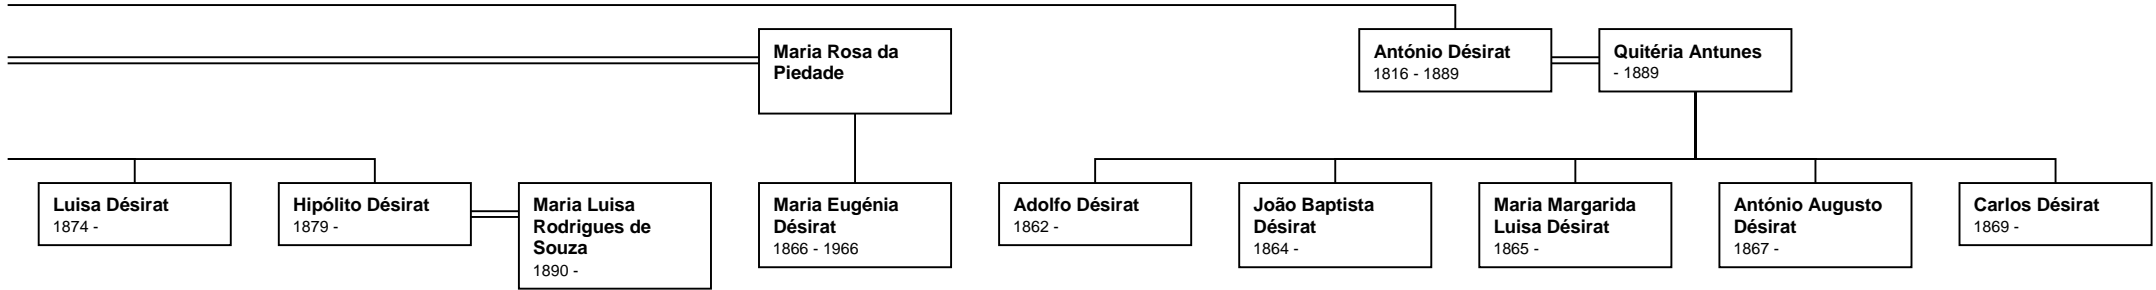 Maria Rosa da
Piedade
António Désirat
1816 - 1889
Quitéria Antunes
- 1889
Luisa Désirat
1874 -
Hipólito Désirat
1879 -
Maria Luisa
Rodrigues de
Souza
1890 -
Maria Eugénia
Désirat
1866 - 1966
Adolfo Désirat
1862 -
João Baptista
Désirat
1864 -
Maria Margarida
Luisa Désirat
1865 -
António Augusto
Désirat
1867 -
Carlos Désirat
1869 -